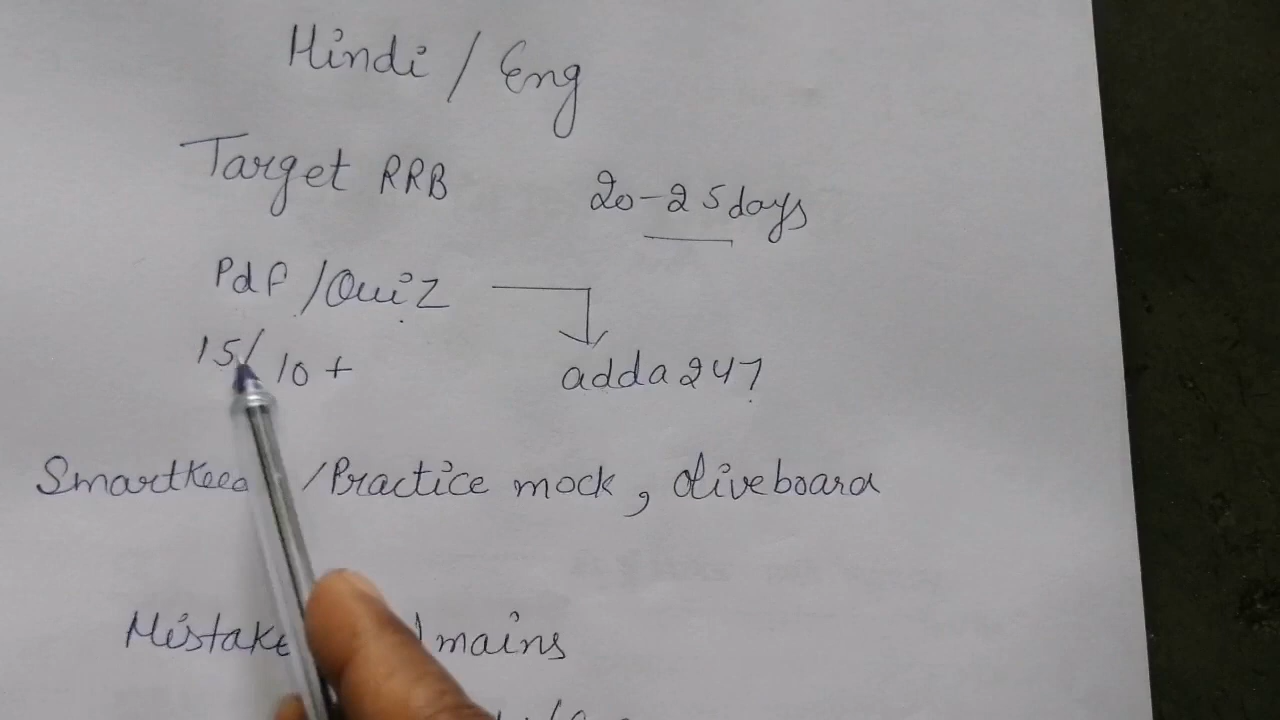 Hindi / Eng
Target RRB 20-25 days
Pdf / Quiz
15/ 10 +
adda247
/Practice mock, Oliveboard
mains